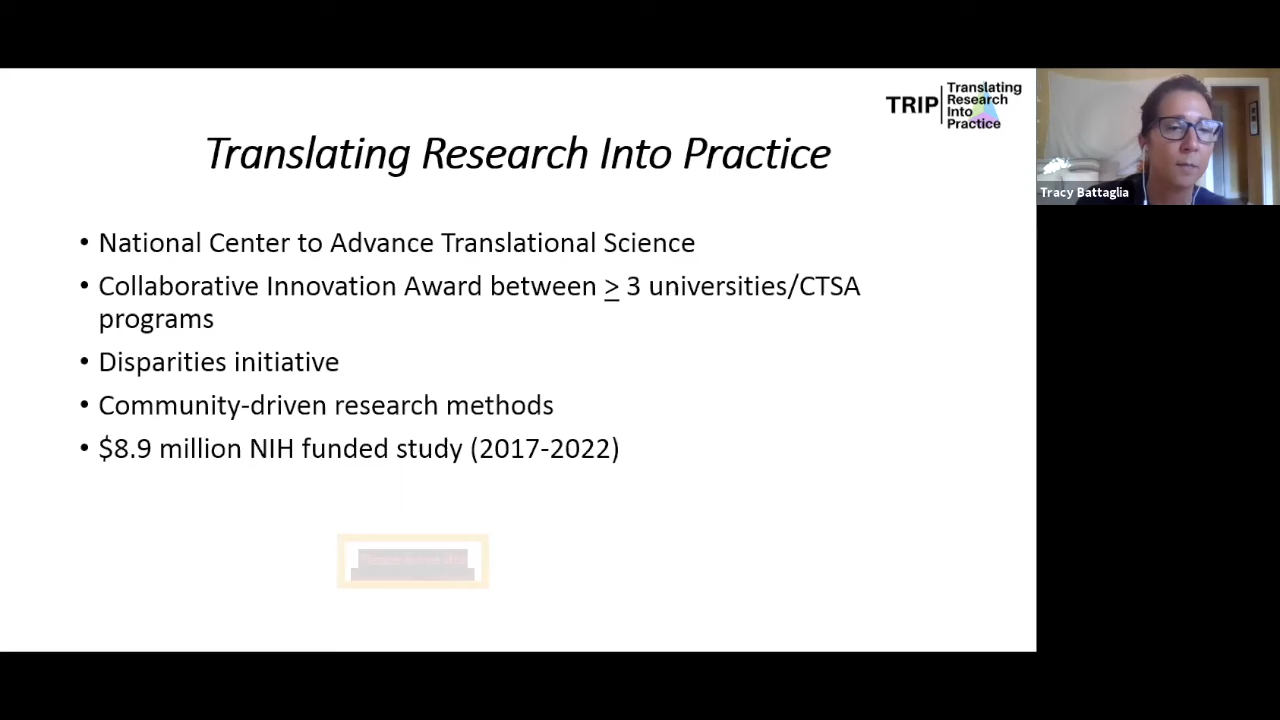 TRIP
Translating
Research
Into
Practice
Translating Research Into Practice
• National Center to Advance Translational Science
• Collaborative Innovation Award between ≥ 3 universities/CTSA
programs
• Disparities initiative
• Community-driven research methods
• $8.9 million NIH funded study (2017-2022)
Tracy Battaglia